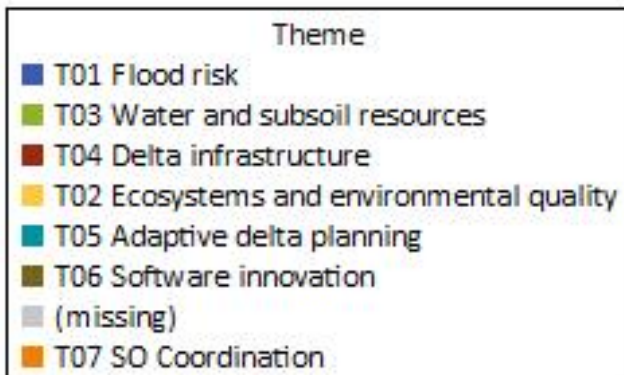 Theme
T01 Flood risk
T03 Water and subsoil resources
T04 Delta infrastructure
T02 Ecosystems and environmental quality
T05 Adaptive delta planning
T06 Software innovation
(missing)
T07 SO Coordination